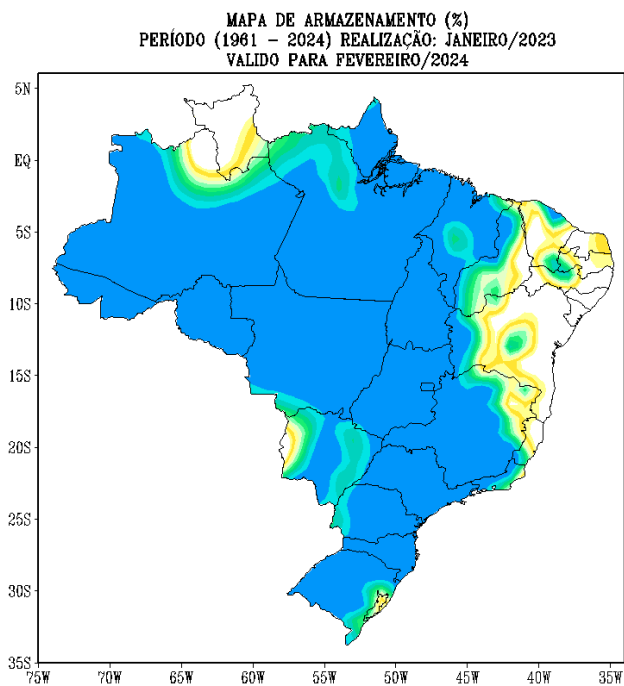 MAPA DE ARMAZENAMENTO (%)
PERÍODO (1961 – 2024) REALIZAÇÃO: JANEIRO/2023
VALIDO PARA FEVEREIRO/2024
5N
EQ
5S
10S
15S
20S
25S
30S
35S
75W 70W 65W 60W 55W 50W 45W 40W 35W